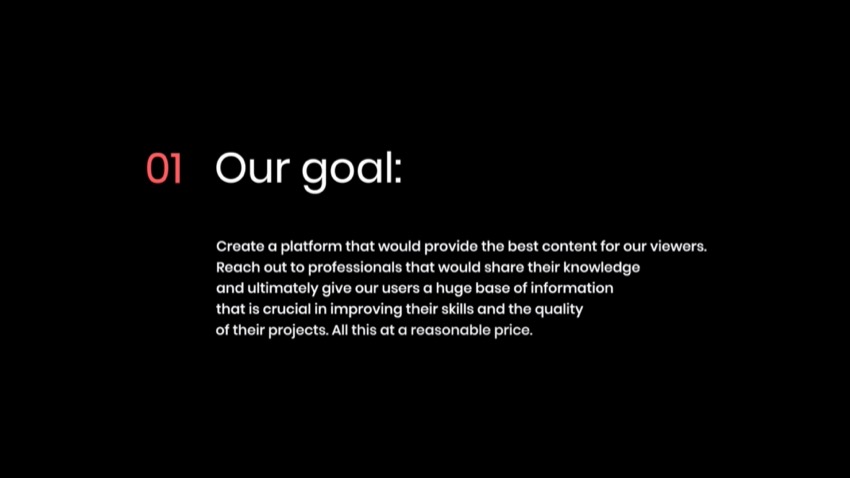 01 Our goal:
Create a platform that would provide the best content for our viewers.
Reach out to professionals that would share their knowledge
and ultimately give our users a huge base of information
that is crucial in improving their skills and the quality
of their projects. All this at a reasonable price.